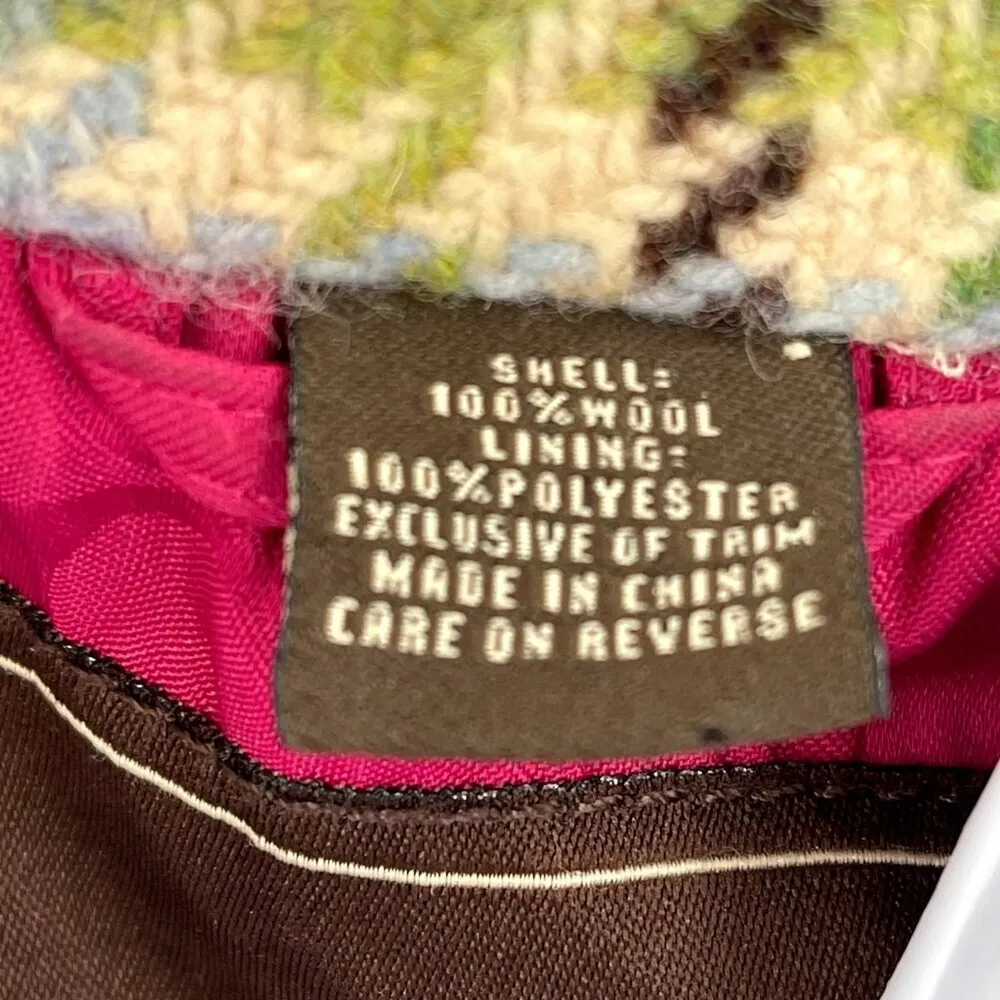 SHELL:
100%WOOL
LINING:
100%POLYESTER
EXCLUSIVE OF TRIM
MADE IN CHINA
CARE ON REVERSE